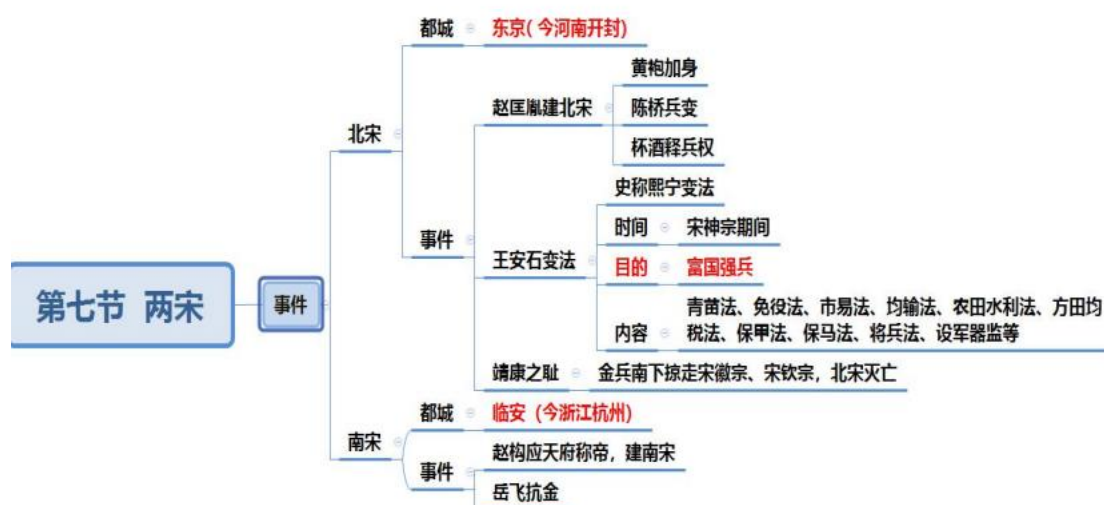 第七节 两宋
事件
北宋
都城
东京( 今河南开封)
事件
赵匡胤建北宋
黄袍加身
陈桥兵变
杯酒释兵权
王安石变法
史称熙宁变法
时间
宋神宗期间
目的
富国强兵
内容
青苗法、免役法、市易法、均输法、农田水利法、方田均
税法、保甲法、保马法、将兵法、设军器监等
靖康之耻
金兵南下掠走宋徽宗、宋钦宗，北宋灭亡
南宋
都城
临安（今浙江杭州）
事件
赵构应天府称帝，建南宋
岳飞抗金